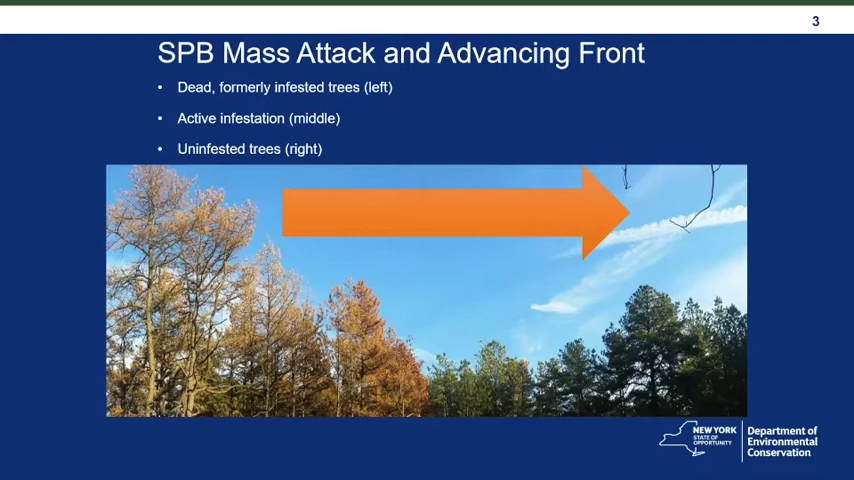 3
SPB Mass Attack and Advancing Front
• Dead, formerly infested trees (left)
• Active infestation (middle)
• Uninfested trees (right)
NEW YORK
STATE OF
OPPORTUNITY
Department of
Environmental
Conservation